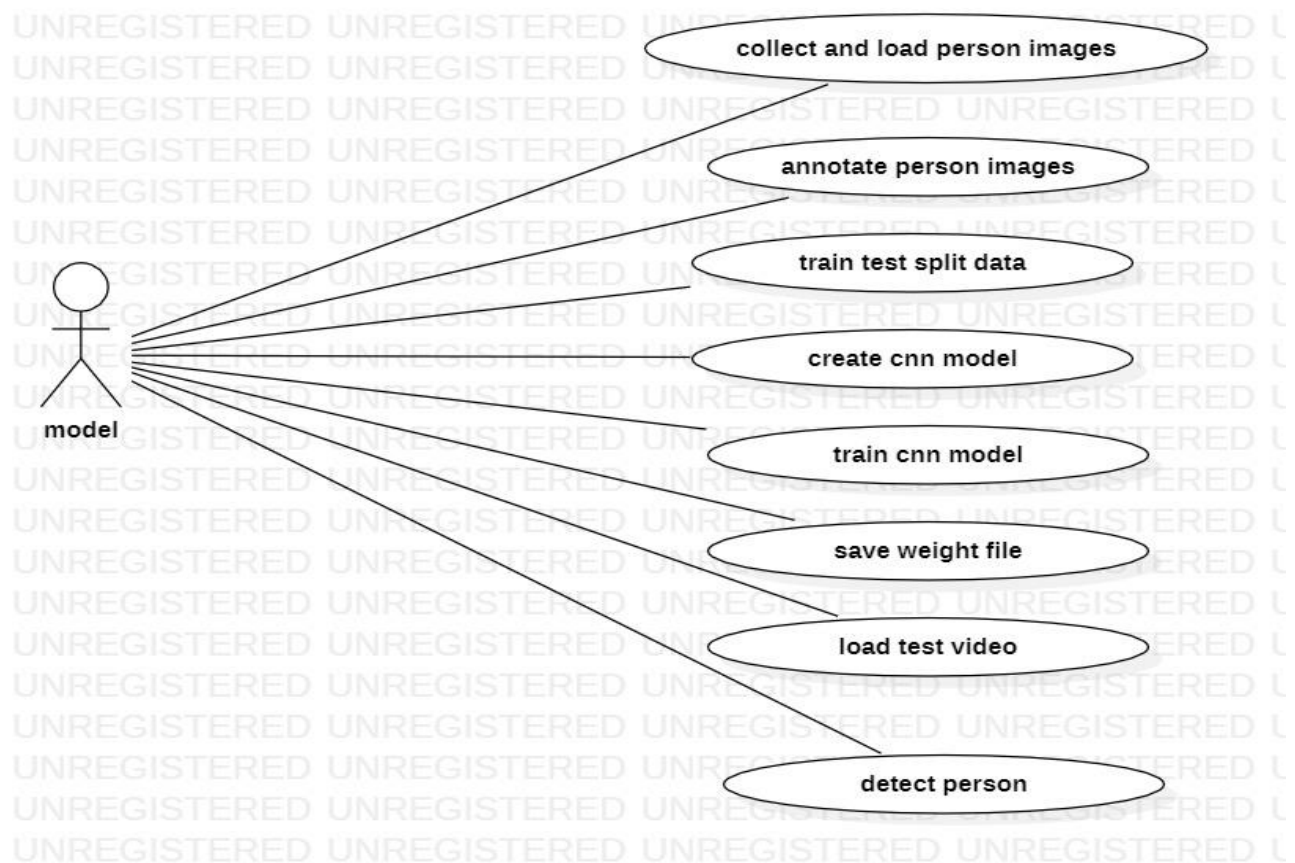 collect and load person images
annotate person images
train test split data
create cnn model
train cnn model
model
save weight file
load test video
detect person
UNREGISTERED